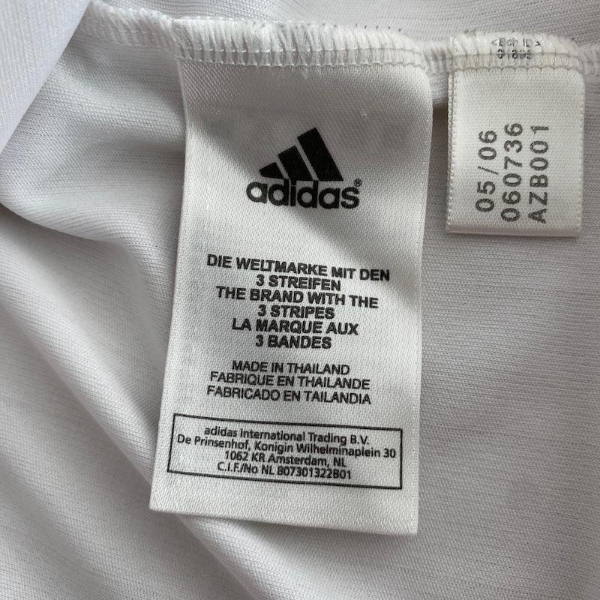 adidas®
DIE WELTMARKE MIT DEN
3 STREIFEN
THE BRAND WITH THE
3 STRIPES
LA MARQUE AUX
3 BANDES
MADE IN THAILAND
FABRIQUE EN THAILANDE
FABRICADO EN TAILANDIA
adidas International Trading B.V.
De Prinsenhof, Konigin Wilhelminaplein 30
1062 KR Amsterdam, NL
C.I.F./No NL 807301322B01
05/06
060736
AZB001